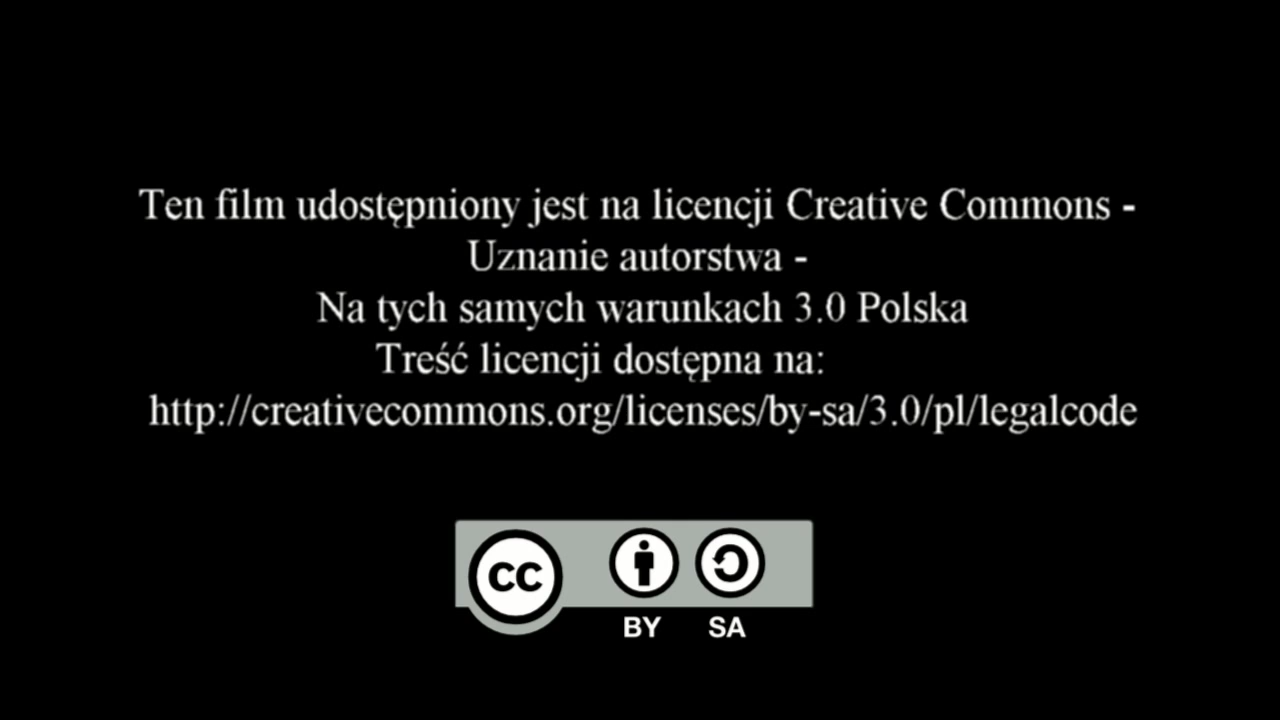 Ten film udostępniony jest na licencji Creative Commons -
Uznanie autorstwa -
Na tych samych warunkach 3.0 Polska
Treść licencji dostępna na:
http://creativecommons.org/licenses/by-sa/3.0/pl/legalcode
CC
BY SA